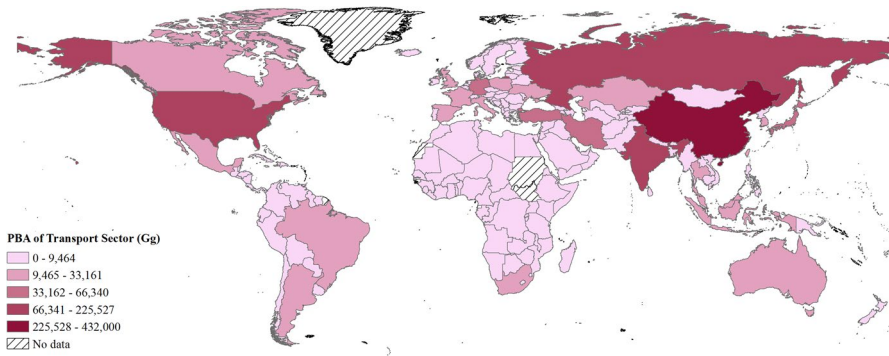 PBA of Transport Sector (Gg)
0 - 9,464
9,465 - 33,161
33,162 - 66,340
66,341 - 225,527
225,528 - 432,000
No data